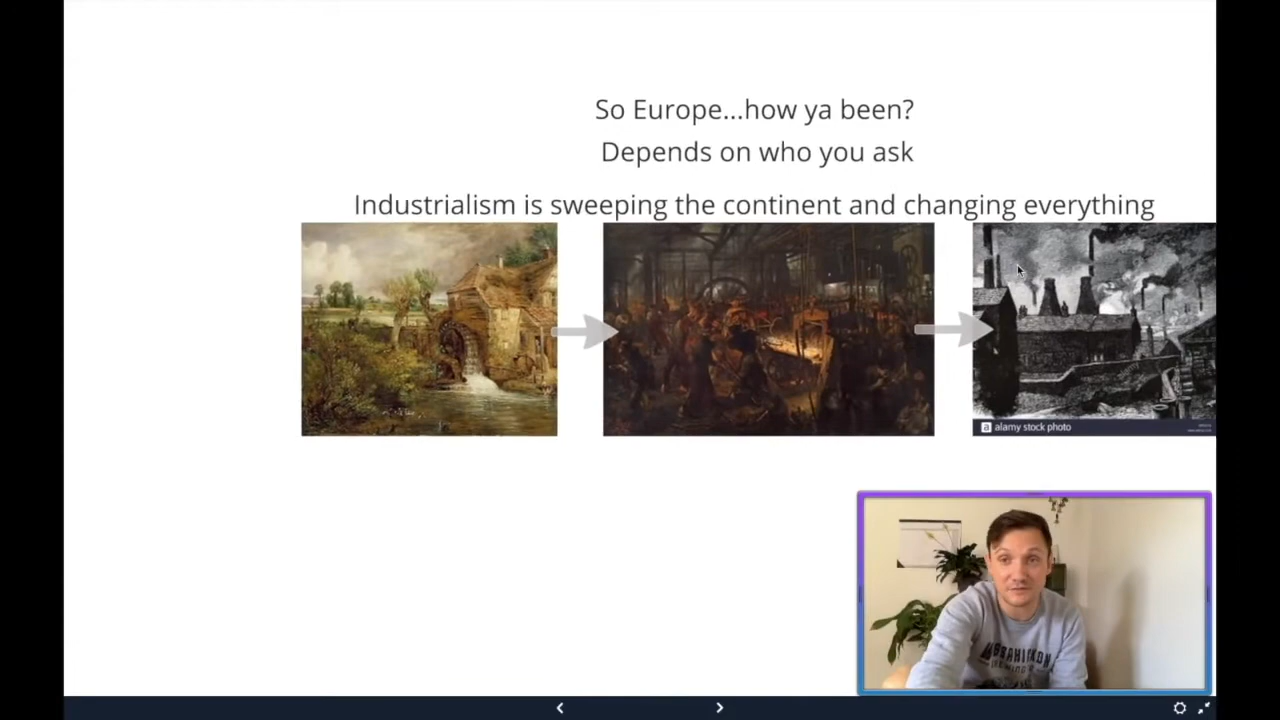 So Europe...how ya been?
Depends on who you ask
Industrialism is sweeping the continent and changing everything
a alamy stock photo